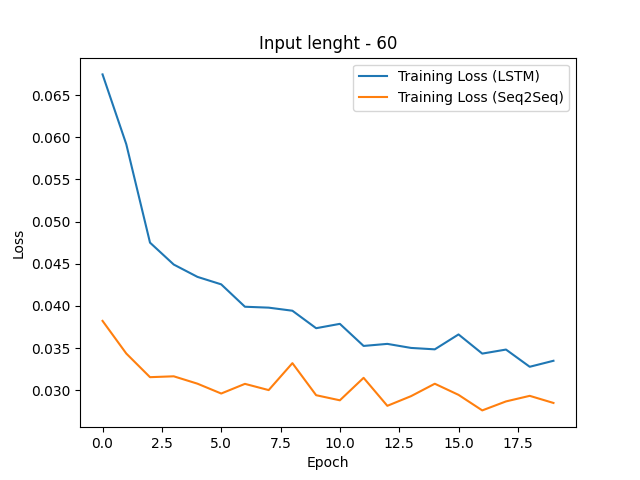 Input lenght - 60
Training Loss (LSTM)
Training Loss (Seq2Seq)
Loss
0.065
0.060
0.055
0.050
0.045
0.040
0.035
0.030
0.0 2.5 5.0 7.5 10.0 12.5 15.0 17.5
Epoch